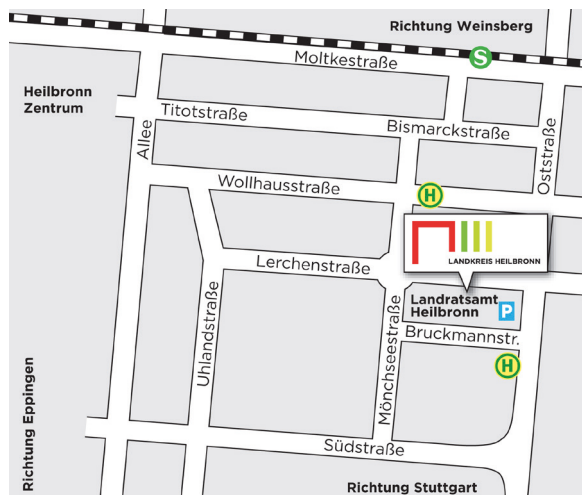 Richtung Weinsberg
S
Moltkestraße
Heilbronn
Zentrum
Titotstraße
Bismarckstraße
Allee
Oststraße
Wollhausstraße
H
LANDKREIS HEILBRONN
Lerchenstraße
Landratsamt
Heilbronn
P
Bruckmannstr.
Uhlandstraße
Mönchseestraße
H
Richtung Eppingen
Südstraße
Richtung Stuttgart